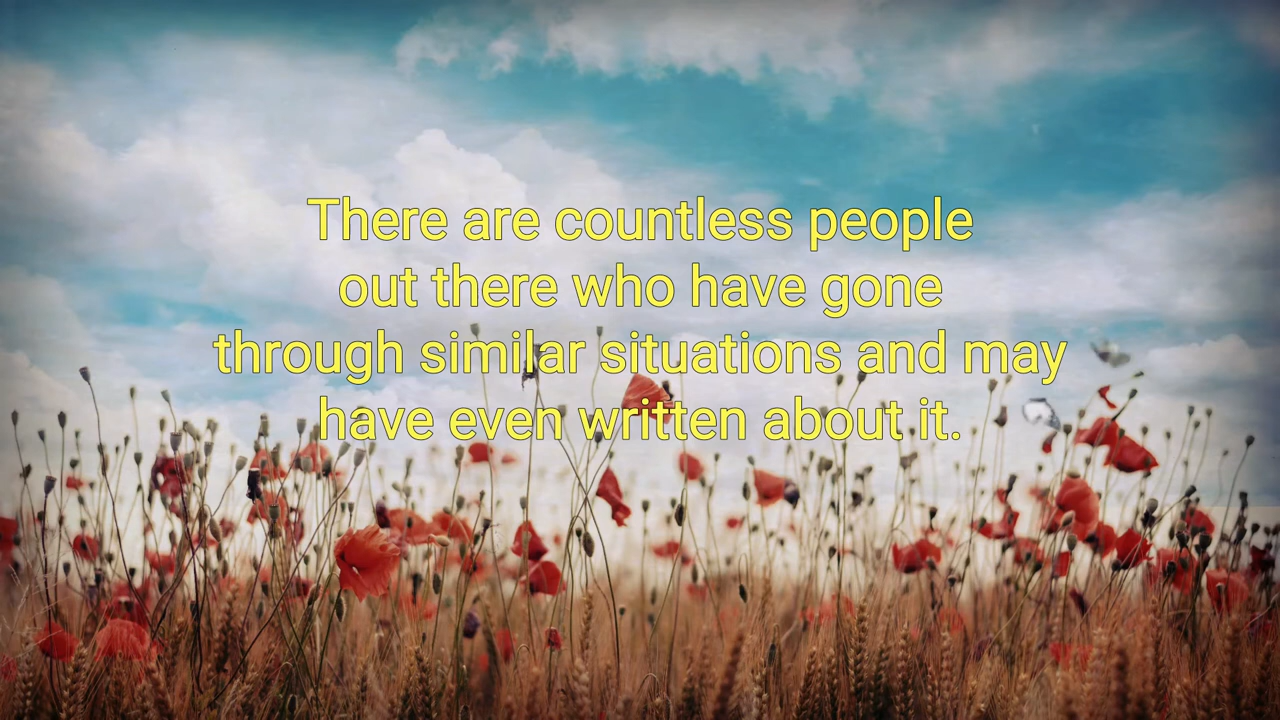 There are countless people
out there who have gone
through similar situations and may
have even written about it.